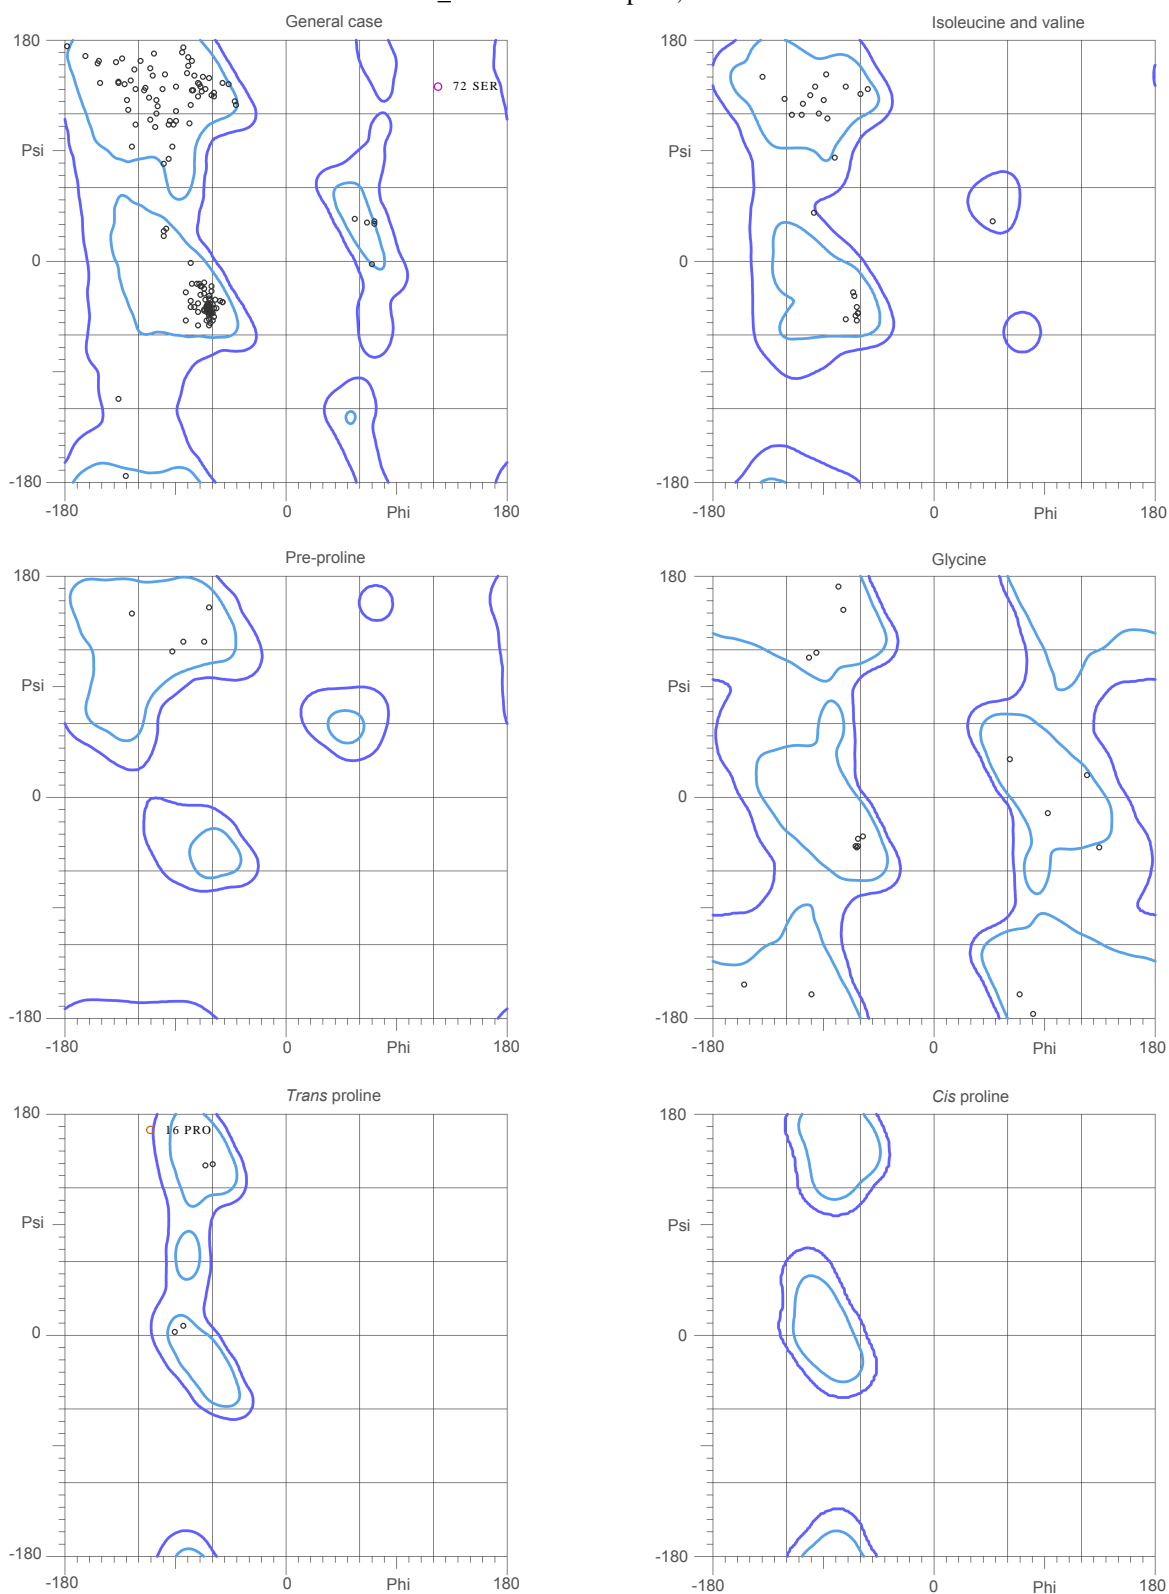 General case
180
72 SER
Psi
0
-180
-180
0
Phi
180
Isoleucine and valine
180
Psi
0
-180
-180
0
Phi
180
Pre-proline
180
Psi
0
-180
-180
0
Phi
180
Glycine
180
Psi
0
-180
-180
0
Phi
180
Trans proline
180
16 PRO
Psi
0
-180
-180
0
Phi
180
Cis proline
180
Psi
0
-180
-180
0
Phi
180